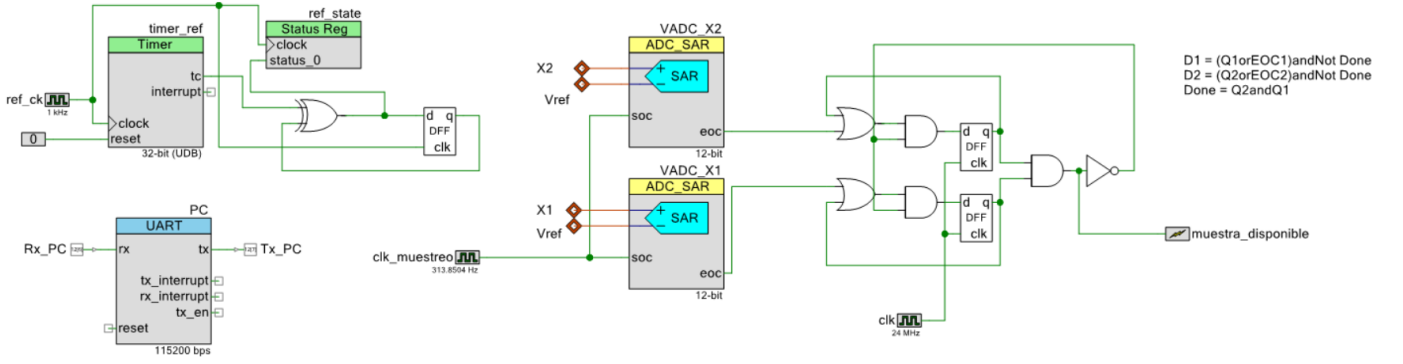 ref_state
Status Reg
clock
status_0
timer_ref
Timer
tc
interrupt
clock
reset
32-bit (UDB)
ref_ck
1 kHz
0
d q
DFF
clk
PC
UART
rx
tx
tx_interrupt
rx_interrupt
tx_en
reset
115200 bps
Rx_PC
Tx_PC
VADC_X2
ADC_SAR
SAR
+
−
soc
eoc
12-bit
X2
Vref
VADC_X1
ADC_SAR
SAR
+
−
soc
eoc
12-bit
X1
Vref
clk_muestreo
313.8504 Hz
d q
DFF
clk
d q
DFF
clk
clk
24 MHz
muestra_disponible
D1 = (Q1orEOC1)andNot Done
D2 = (Q2orEOC2)andNot Done
Done = Q2andQ1